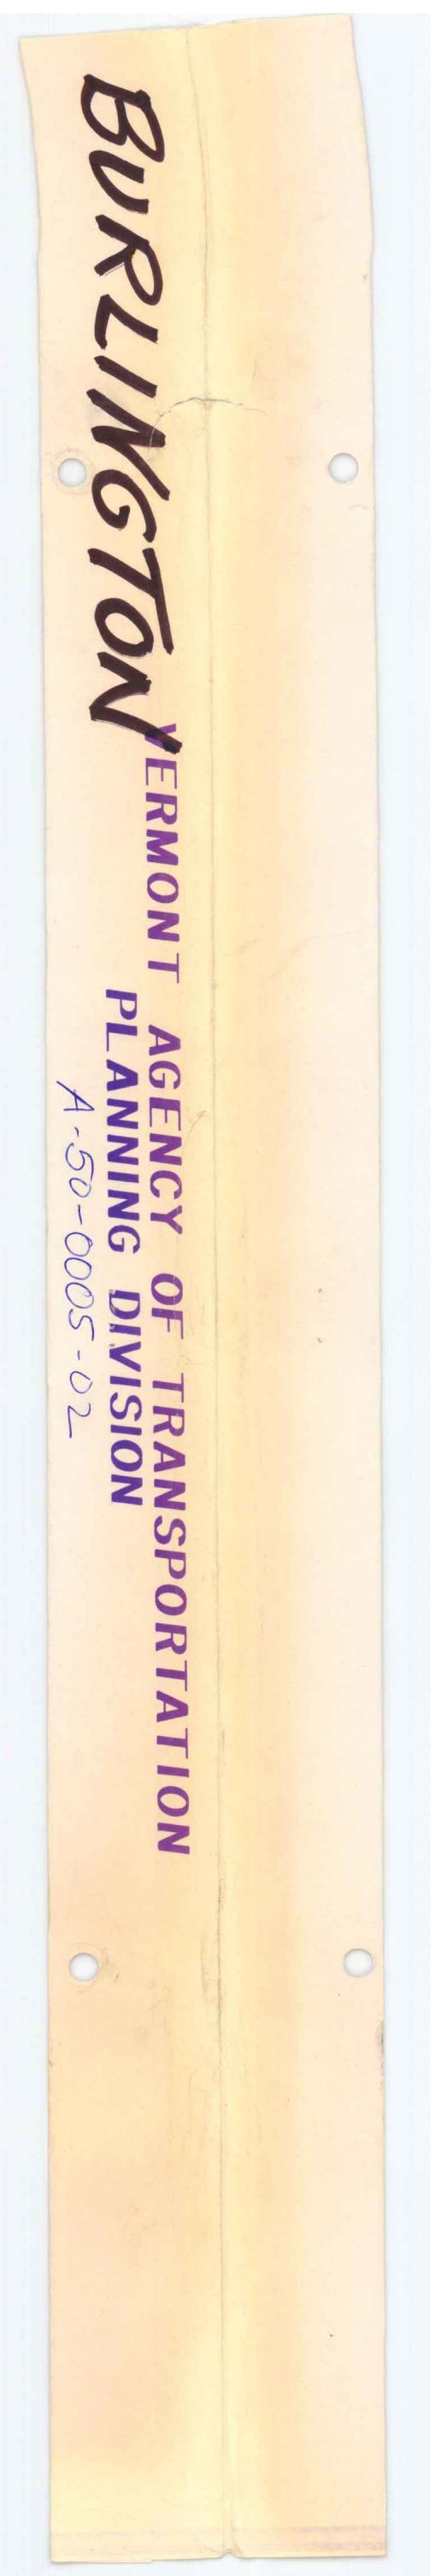 BURLINGTON
VERMONT AGENCY OF TRANSPORTATION
PLANNING DIVISION
A-50-0005-02